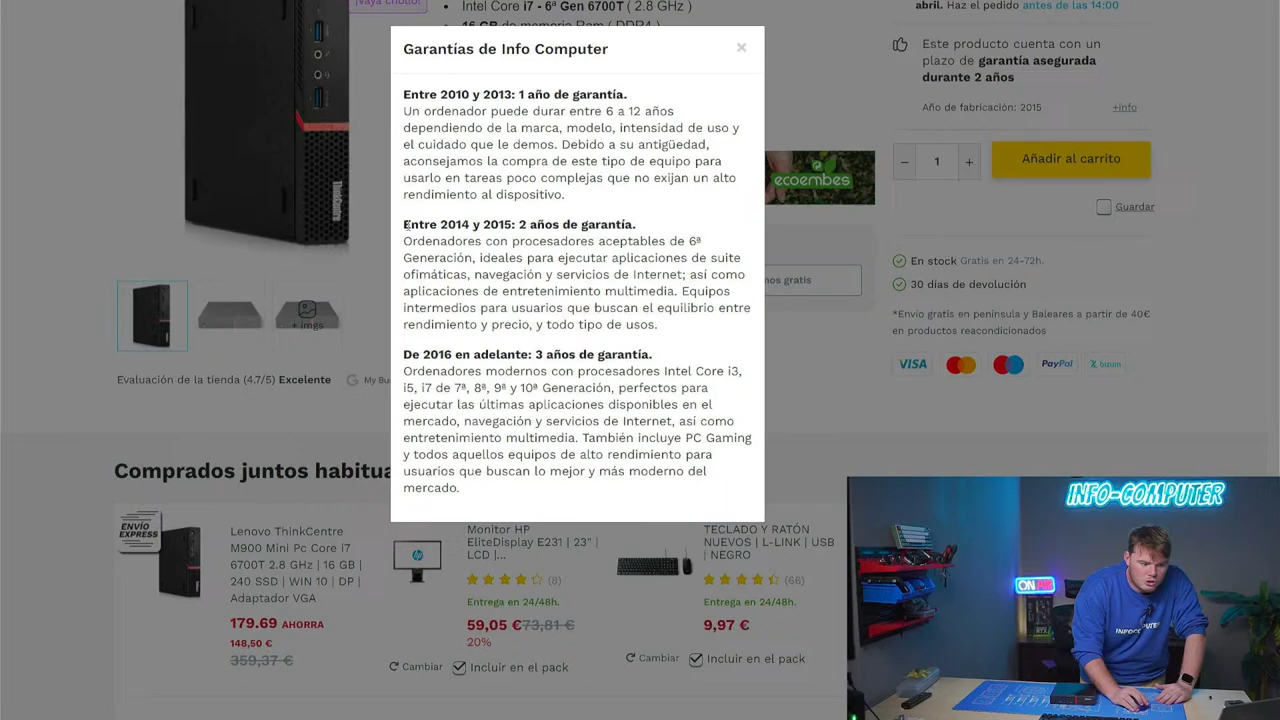 ¡Vaya chollo!
Intel Core i7 - 6ª Gen 6700T ( 2.8 GHz )
16 GB de memoria Ram ( DDR4 )
abril. Haz el pedido antes de las 14:00
Este producto cuenta con un
plazo de garantía asegurada
durante 2 años
Año de fabricación: 2015 +info
− 1 + Añadir al carrito
Guardar
En stock Gratis en 24-72h.
30 días de devolución
*Envío gratis en península y Baleares a partir de 40€
en productos reacondicionados
VISA PayPal bizum
ecoembes
nos gratis
Garantías de Info Computer ×
Entre 2010 y 2013: 1 año de garantía.
Un ordenador puede durar entre 6 a 12 años
dependiendo de la marca, modelo, intensidad de uso y
el cuidado que le demos. Debido a su antigüedad,
aconsejamos la compra de este tipo de equipo para
usarlo en tareas poco complejas que no exijan un alto
rendimiento al dispositivo.
Entre 2014 y 2015: 2 años de garantía.
Ordenadores con procesadores aceptables de 6ª
Generación, ideales para ejecutar aplicaciones de suite
ofimáticas, navegación y servicios de Internet; así como
aplicaciones de entretenimiento multimedia. Equipos
intermedios para usuarios que buscan el equilibrio entre
rendimiento y precio, y todo tipo de usos.
De 2016 en adelante: 3 años de garantía.
Ordenadores modernos con procesadores Intel Core i3,
i5, i7 de 7ª, 8ª, 9ª y 10ª Generación, perfectos para
ejecutar las últimas aplicaciones disponibles en el
mercado, navegación y servicios de Internet, así como
entretenimiento multimedia. También incluye PC Gaming
y todos aquellos equipos de alto rendimiento para
usuarios que buscan lo mejor y más moderno del
mercado.
ThinkCentre
+ imgs
Evaluación de la tienda (4.7/5) Excelente
G My Bu
Comprados juntos habitua
ENVÍO
EXPRESS
Lenovo ThinkCentre
M900 Mini Pc Core i7
6700T 2.8 GHz | 16 GB |
240 SSD | WIN 10 | DP |
Adaptador VGA
179.69 AHORRA
148,50 €
359,37 €
Cambiar
Monitor HP
EliteDisplay E231 | 23" |
LCD |...
(8)
Entrega en 24/48h.
59,05 €73,81 €
20%
Incluir en el pack
TECLADO Y RATÓN
NUEVOS | L-LINK | USB
| NEGRO
(66)
Entrega en 24/48h.
9,97 €
Cambiar Incluir en el pack
INFO-COMPUTER
ON AIR
INFOCOMPUTER